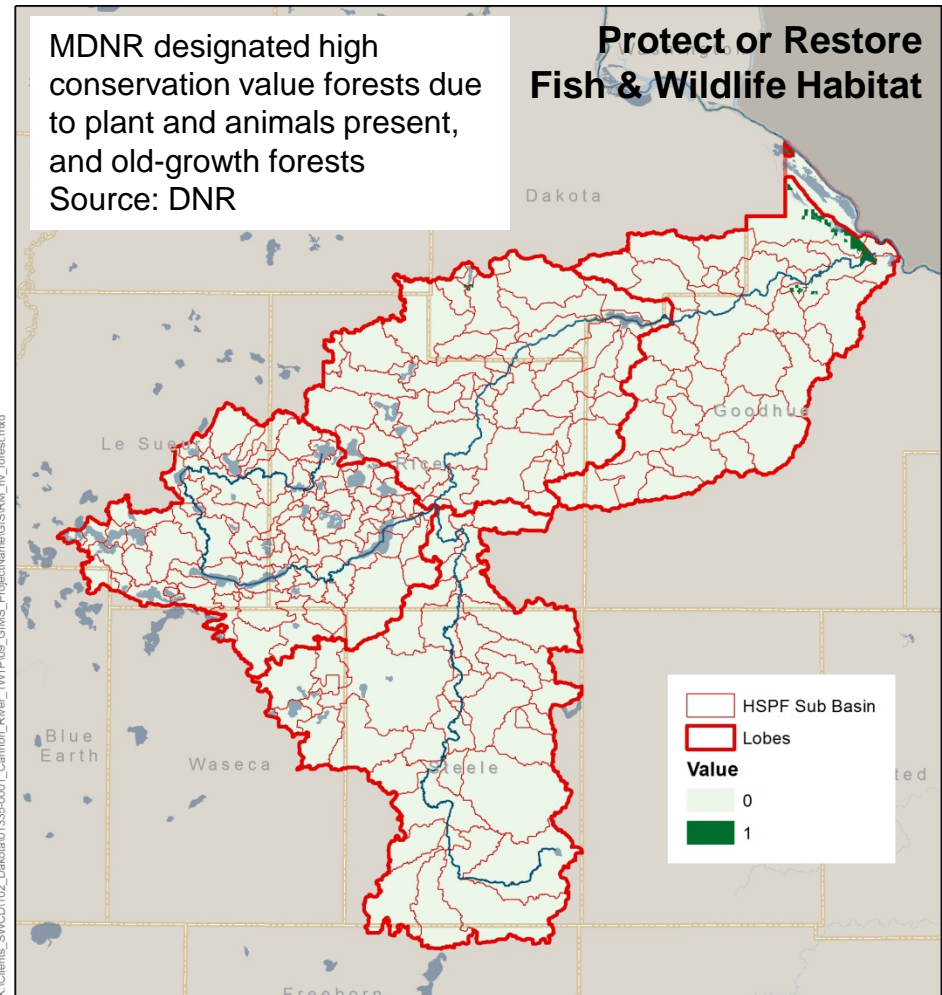 MDNR designated high
conservation value forests due
to plant and animals present,
and old-growth forests
Source: DNR
Protect or Restore
Fish & Wildlife Habitat
Washington
Dakota
Goodhue
Le Sueur
Rice
Blue
Earth
Waseca
Steele
Freeborn
HSPF Sub Basin
Lobes
Value
0
1